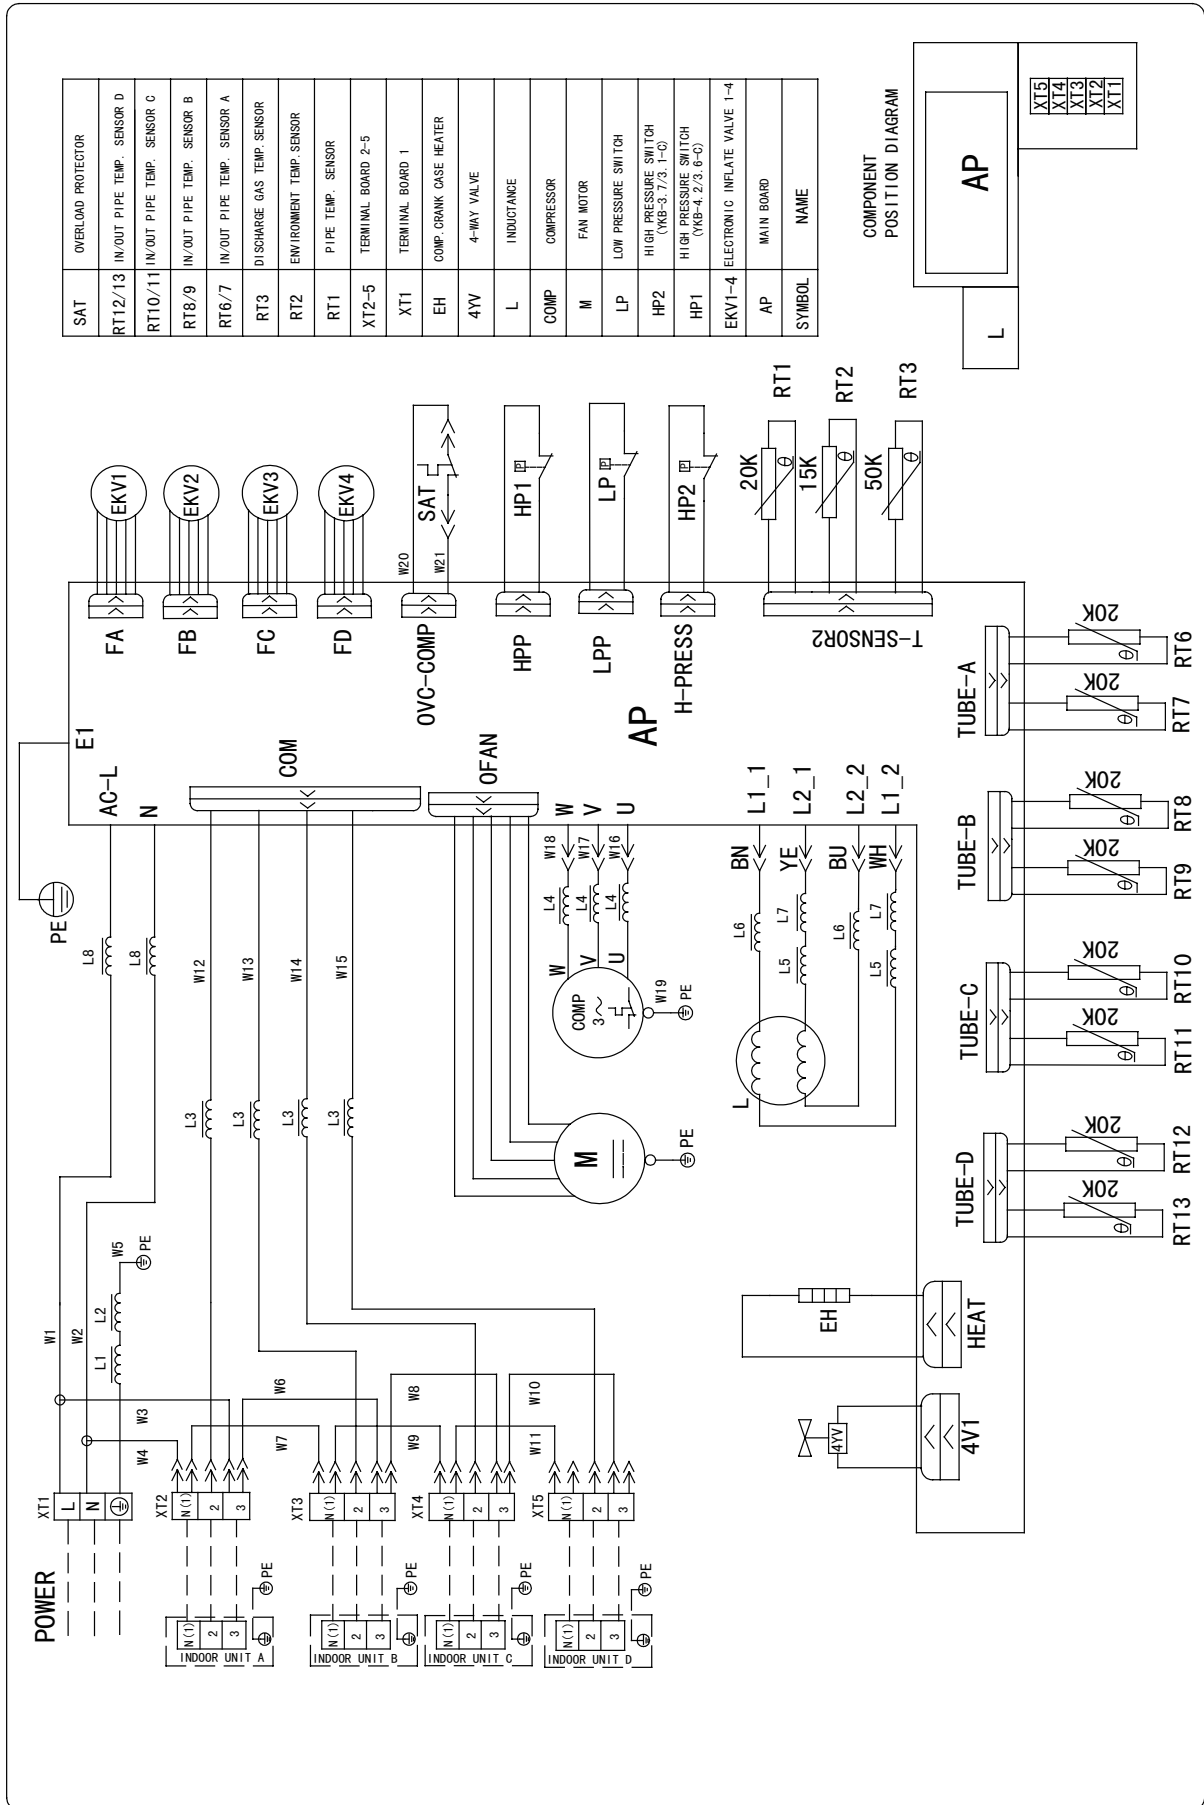 SAT OVERLOAD PROTECTOR
RT12/13 IN/OUT PIPE TEMP. SENSOR D
RT10/11 IN/OUT PIPE TEMP. SENSOR C
RT8/9 IN/OUT PIPE TEMP. SENSOR B
RT6/7 IN/OUT PIPE TEMP. SENSOR A
RT3 DISCHARGE GAS TEMP. SENSOR
RT2 ENVIRONMENT TEMP. SENSOR
RT1 PIPE TEMP. SENSOR
XT2-5 TERMINAL BOARD 2-5
XT1 TERMINAL BOARD 1
EH COMP. CRANK CASE HEATER
4YV 4-WAY VALVE
L INDUCTANCE
COMP COMPRESSOR
M FAN MOTOR
LP LOW PRESSURE SWITCH
HP2 HIGH PRESSURE SWITCH
(YKB-3.7/3.1-C)
HP1 HIGH PRESSURE SWITCH
(YKB-4.2/3.6-C)
EKV1-4 ELECTRONIC INFLATE VALVE 1-4
AP MAIN BOARD
SYMBOL NAME
COMPONENT
POSITION DIAGRAM
AP
L
XT5
XT4
XT3
XT2
XT1
EKV1
EKV2
EKV3
EKV4
FA
FB
FC
FD
W20
W21
SAT
OVC-COMP
HP1
P
HPP
LP
P
LPP
HP2
P
H-PRESS
20K
θ
RT1
15K
θ
RT2
50K
θ
RT3
T-SENSOR2
AP
E1
PE
AC-L
N
COM
OFAN
W
V
U
L1_1
L2_1
L2_2
L1_2
L8
L8
W12
W13
W14
W15
L3
L3
L3
L3
W18
W17
W16
L4
L4
L4
W
V
U
COMP
3~
W19
PE
M
PE
BN
YE
BU
WH
L6
L7
L5
L6
L7
L5
L
W1
W2
W3
W4
W5
L1
L2
PE
W6
W7
W8
W9
W10
W11
POWER
XT1
L
N
XT2
N(1)
2
3
XT3
N(1)
2
3
XT4
N(1)
2
3
XT5
N(1)
2
3
N(1)
2
3
PE
INDOOR UNIT A
N(1)
2
3
PE
INDOOR UNIT B
N(1)
2
3
PE
INDOOR UNIT C
N(1)
2
3
PE
INDOOR UNIT D
4YV
4V1
EH
HEAT
TUBE-A
20K
θ
RT6
20K
θ
RT7
TUBE-B
20K
θ
RT8
20K
θ
RT9
TUBE-C
20K
θ
RT10
20K
θ
RT11
TUBE-D
20K
θ
RT12
20K
θ
RT13